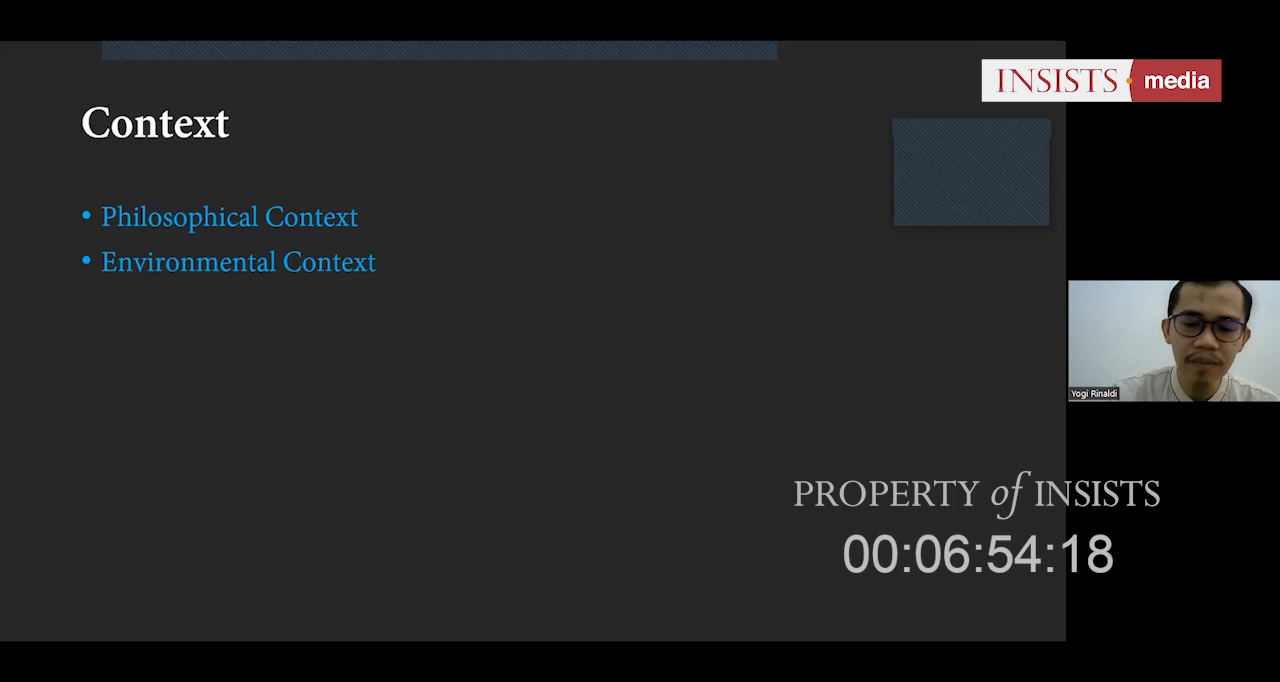 INSISTS media
Context
• Philosophical Context
• Environmental Context
Yogi Rinaldi
PROPERTY of INSISTS
00:06:54:18